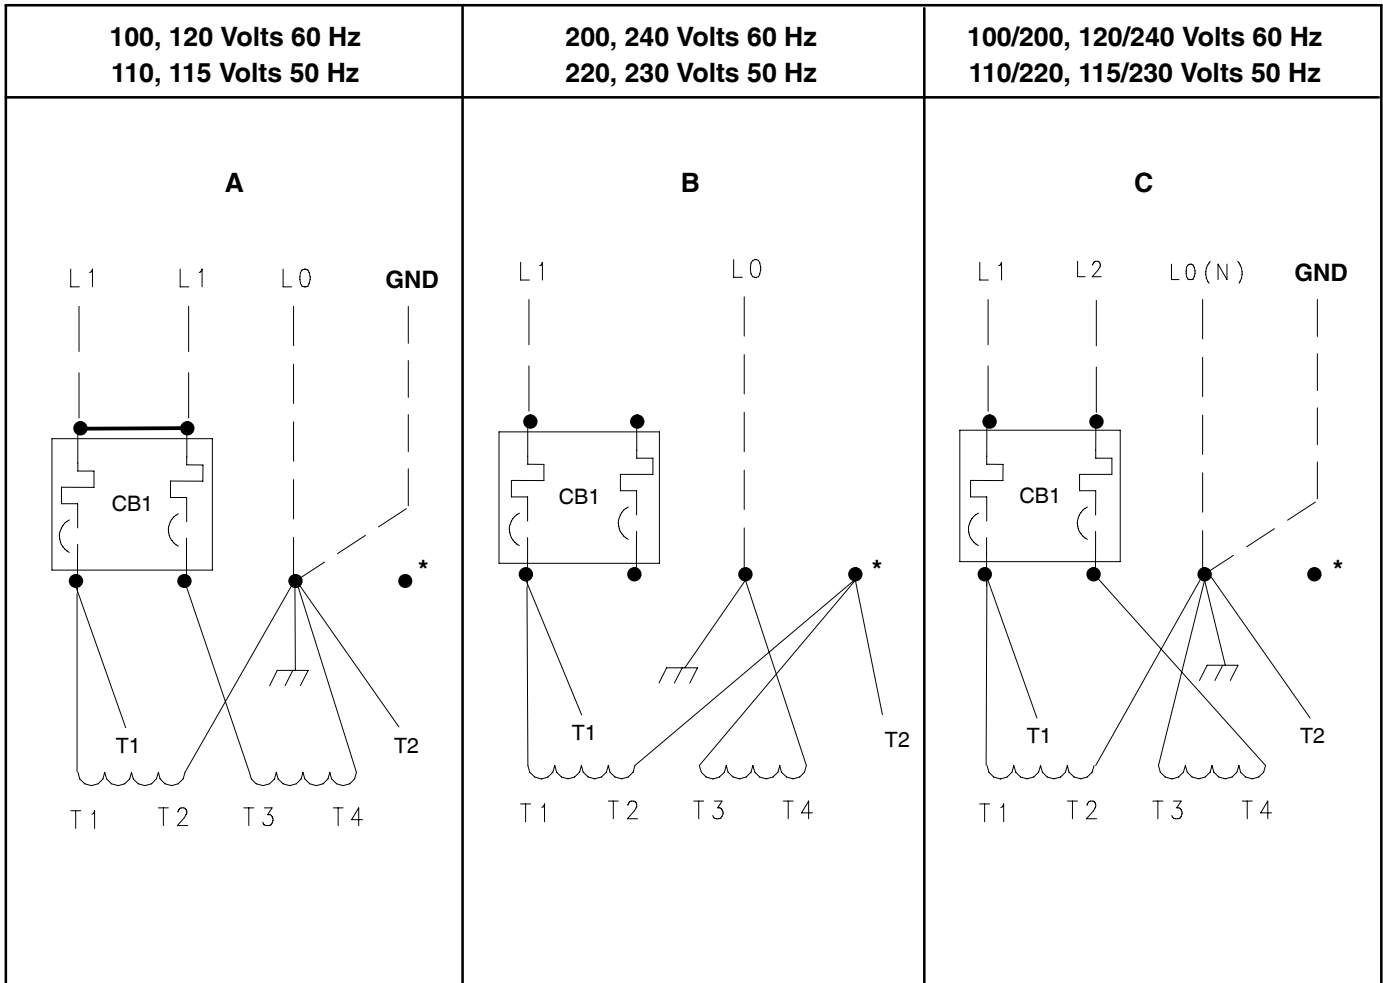 100, 120 Volts 60 Hz
110, 115 Volts 50 Hz
200, 240 Volts 60 Hz
220, 230 Volts 50 Hz
100/200, 120/240 Volts 60 Hz
110/220, 115/230 Volts 50 Hz
A
L1 L1 L0 GND
CB1
*
T1 T2
T1 T2 T3 T4
B
L1 L0
CB1
*
T1 T2
T1 T2 T3 T4
C
L1 L2 L0(N) GND
CB1
*
T1 T2
T1 T2 T3 T4